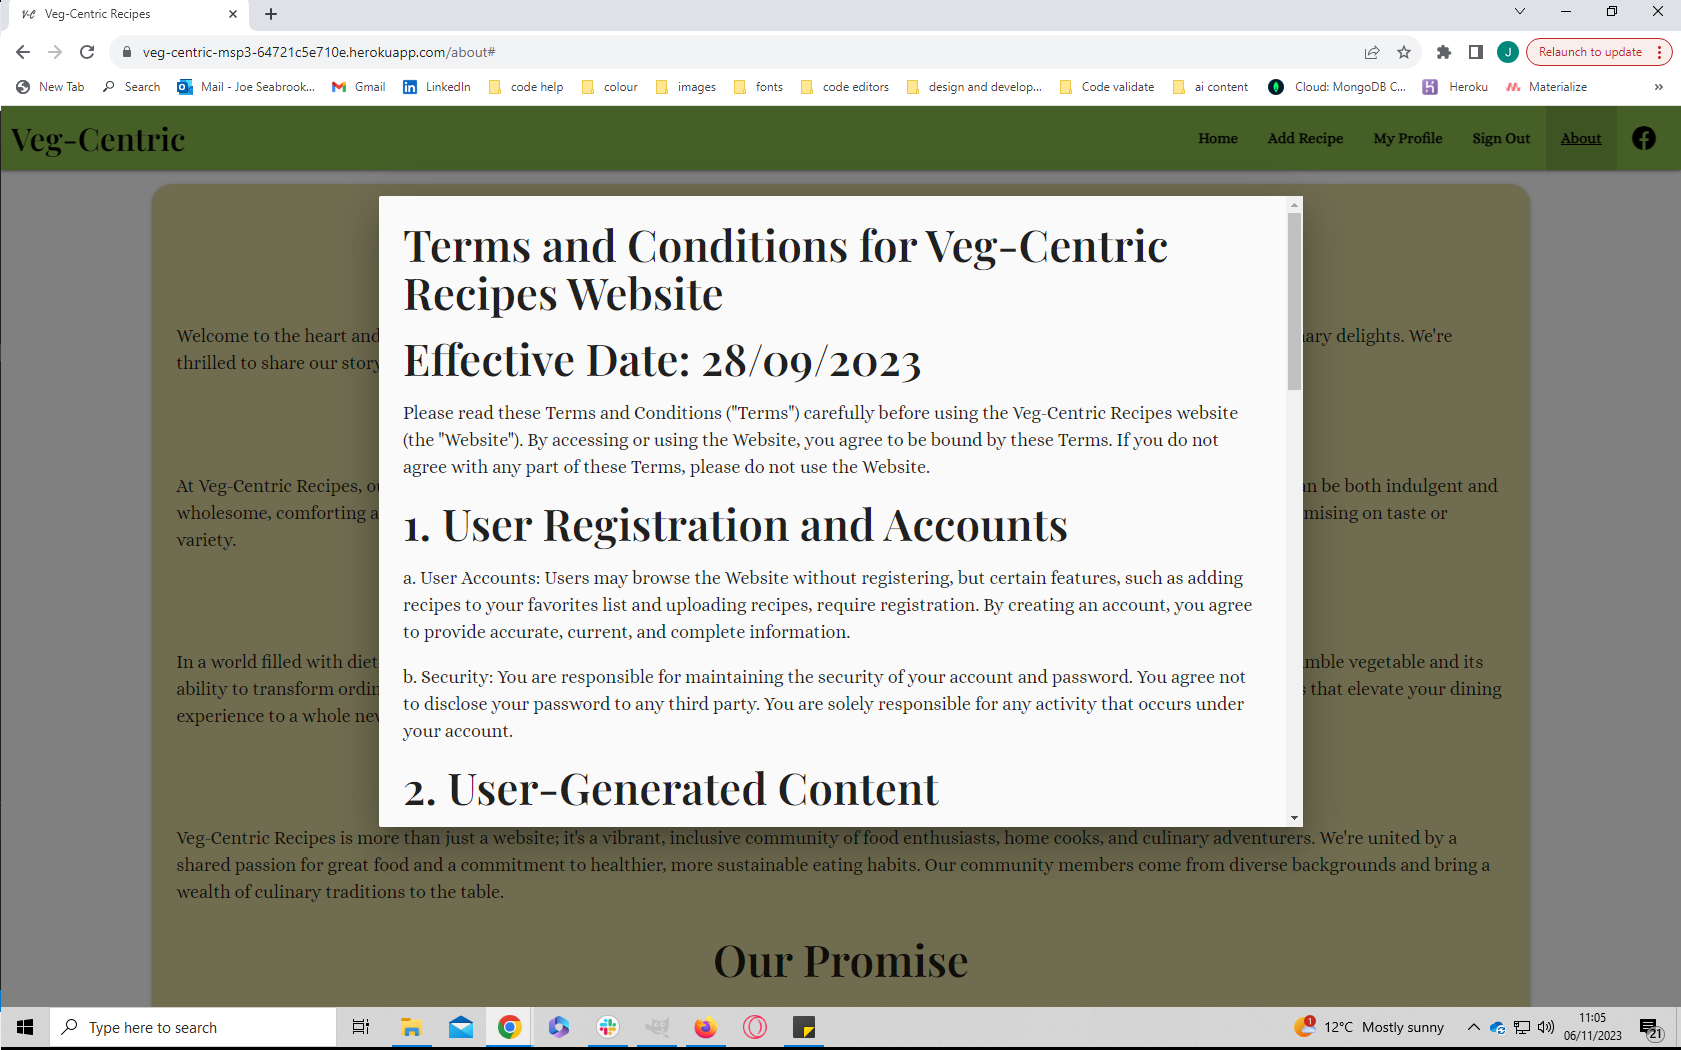 Veg-Centric Recipes
veg-centric-msp3-64721c5e710e.herokuapp.com/about#
J
Relaunch to update
New Tab
Search
Mail - Joe Seabrook...
Gmail
LinkedIn
code help
colour
images
fonts
code editors
design and develop...
Code validate
ai content
Cloud: MongoDB C...
Heroku
Materialize
»
Veg-Centric
Home
Add Recipe
My Profile
Sign Out
About
Terms and Conditions for Veg-Centric
Recipes Website
Effective Date: 28/09/2023
Please read these Terms and Conditions ("Terms") carefully before using the Veg-Centric Recipes website
(the "Website"). By accessing or using the Website, you agree to be bound by these Terms. If you do not
agree with any part of these Terms, please do not use the Website.
1. User Registration and Accounts
a. User Accounts: Users may browse the Website without registering, but certain features, such as adding
recipes to your favorites list and uploading recipes, require registration. By creating an account, you agree
to provide accurate, current, and complete information.
b. Security: You are responsible for maintaining the security of your account and password. You agree not
to disclose your password to any third party. You are solely responsible for any activity that occurs under
your account.
2. User-Generated Content
Welcome to the heart and
delights. We're
thrilled to share our story
At Veg-Centric Recipes,
be both indulgent and
wholesome, comforting
on taste or
variety.
In a world filled with
vegetable and its
ability to transform
that elevate your dining
experience to a whole
Veg-Centric Recipes is more than just a website; it's a vibrant, inclusive community of food enthusiasts, home cooks, and culinary adventurers. We're united by a
shared passion for great food and a commitment to healthier, more sustainable eating habits. Our community members come from diverse backgrounds and bring a
wealth of culinary traditions to the table.
Our Promise
Type here to search
1
12°C Mostly sunny
11:05
06/11/2023
21